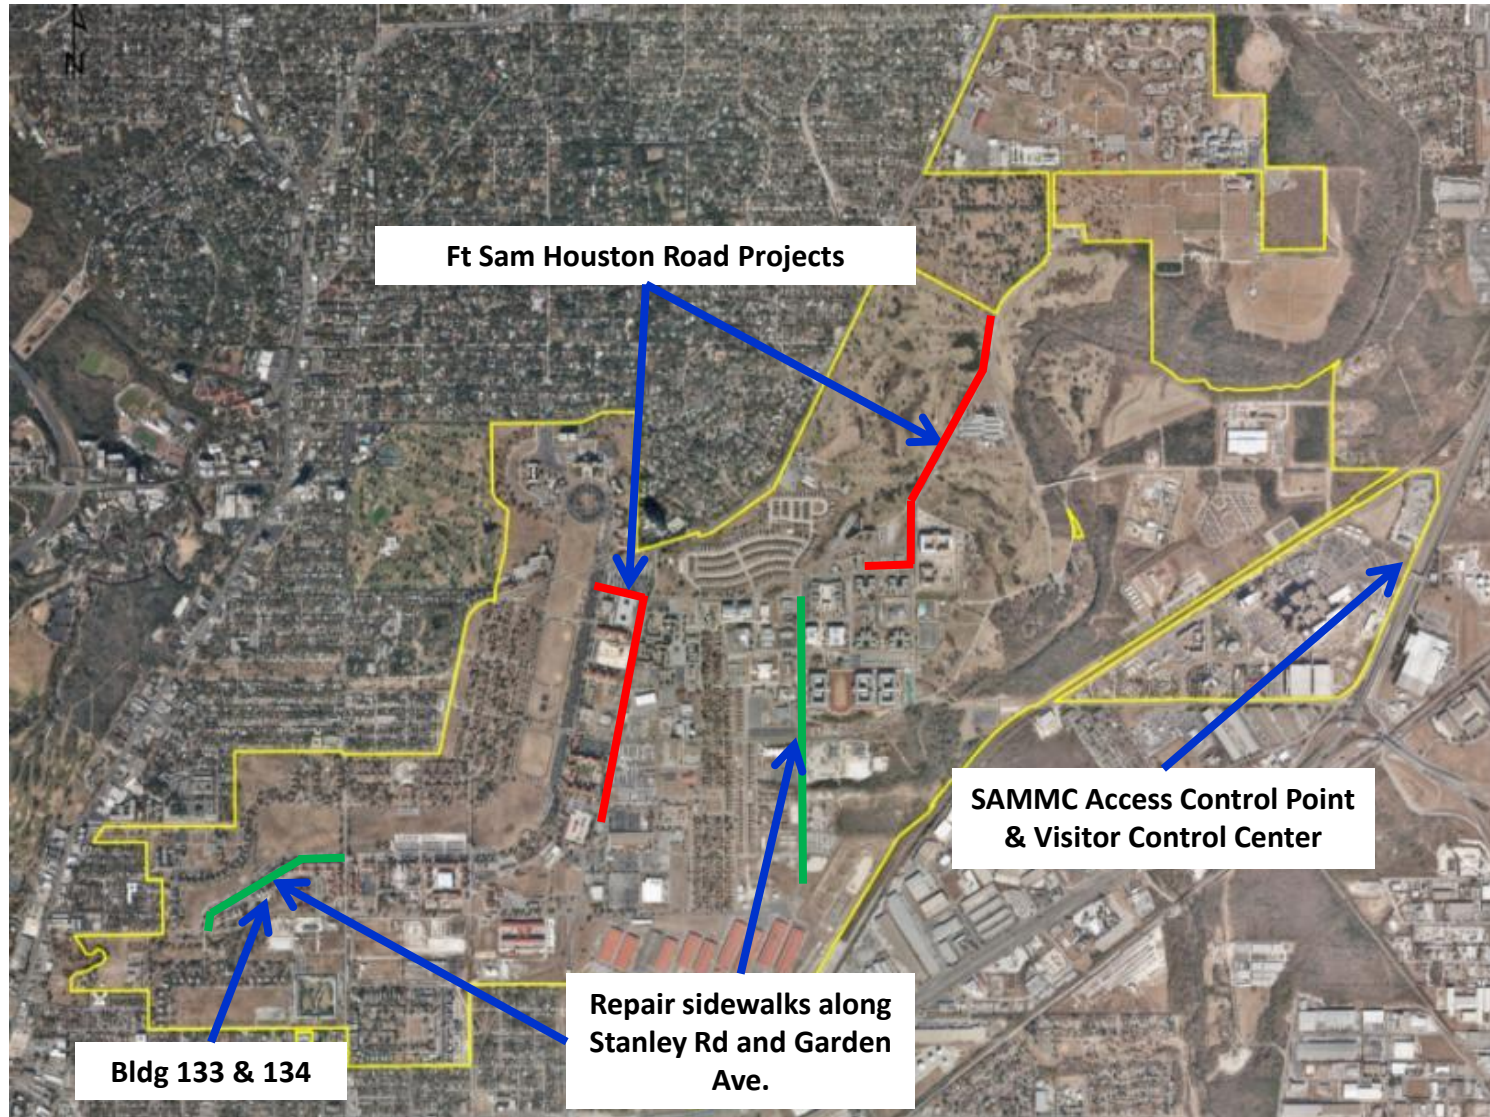 N
Ft Sam Houston Road Projects
SAMMC Access Control Point
& Visitor Control Center
Repair sidewalks along
Stanley Rd and Garden
Ave.
Bldg 133 & 134